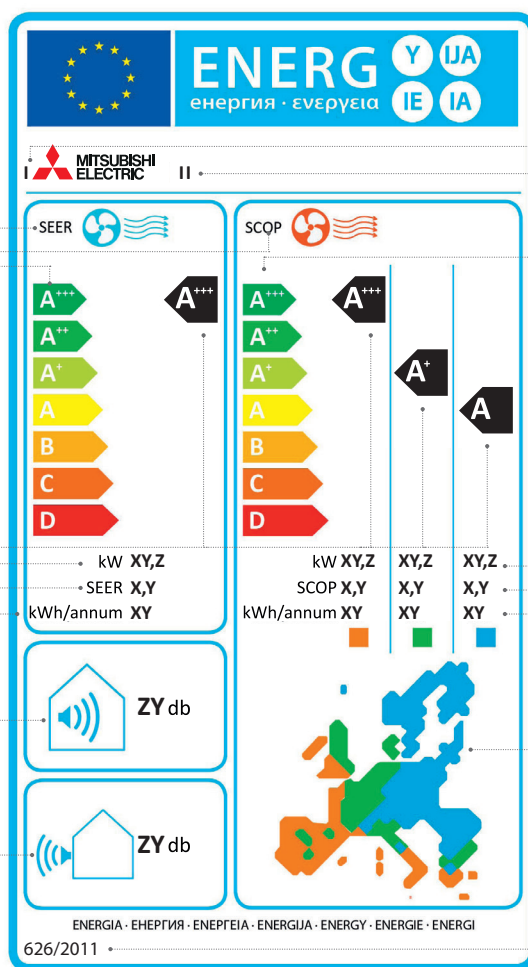 ENERG Y IJA
енергия · ενεργεια IE IA
I MITSUBISHI ELECTRIC II
SEER
A+++ A+++
A++
A+
A
B
C
D
kW XY,Z
SEER X,Y
kWh/annum XY
SCOP
A+++ A+++
A++
A+ A+
A A
B
C
D
kW XY,Z XY,Z XY,Z
SCOP X,Y X,Y X,Y
kWh/annum XY XY XY
ZY db
ZY db
ENERGIA · ЕНЕРГИЯ · ΕΝΕΡΓΕΙΑ · ENERGIJA · ENERGY · ENERGIE · ENERGI
626/2011